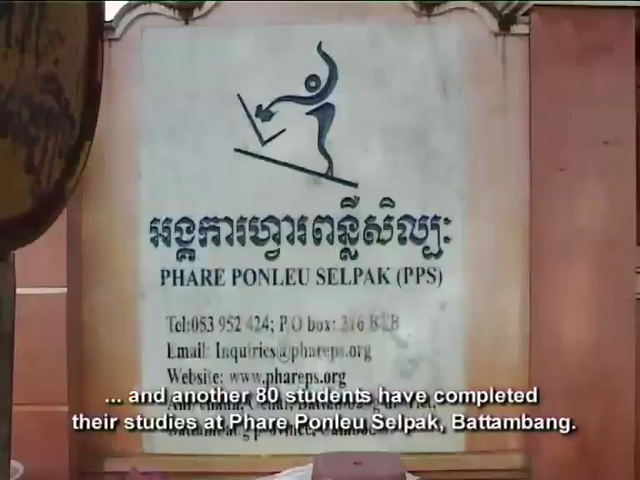 អង្គការហ្វារពន្លឺសិល្បៈ
PHARE PONLEU SELPAK (PPS)
Tel:053 952 424; P.O box: 316 BTB
Email: Inquiries@phareps.org
Website: www.phareps.org
... and another 80 students have completed
their studies at Phare Ponleu Selpak, Battambang.